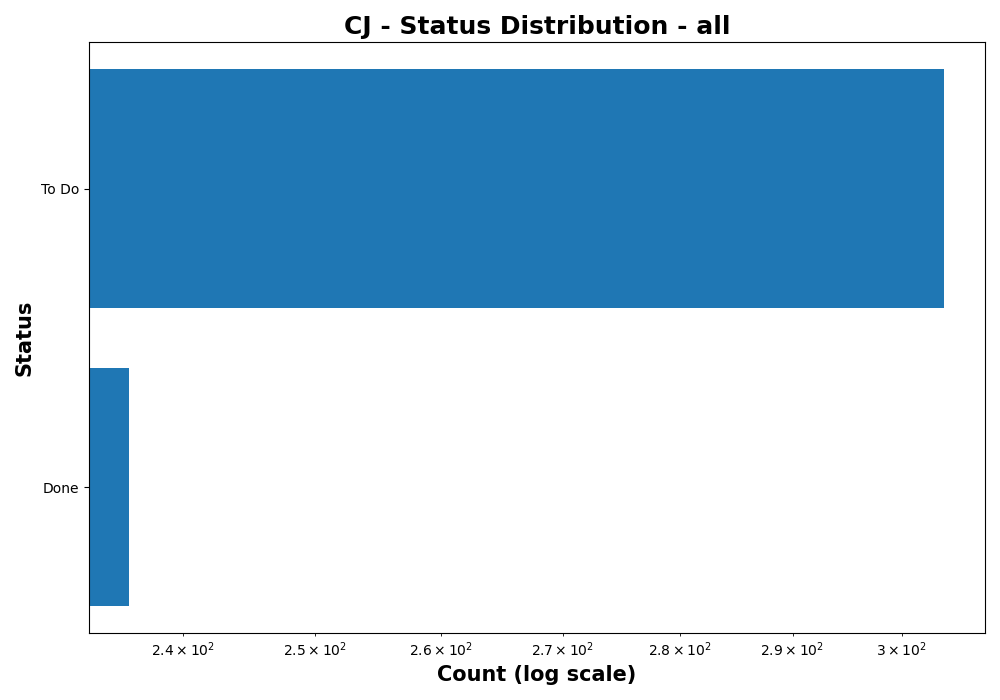 CJ - Status Distribution - all
To Do
Status
Done
2.4 × 10² 2.5 × 10² 2.6 × 10² 2.7 × 10² 2.8 × 10² 2.9 × 10² 3 × 10²
Count (log scale)